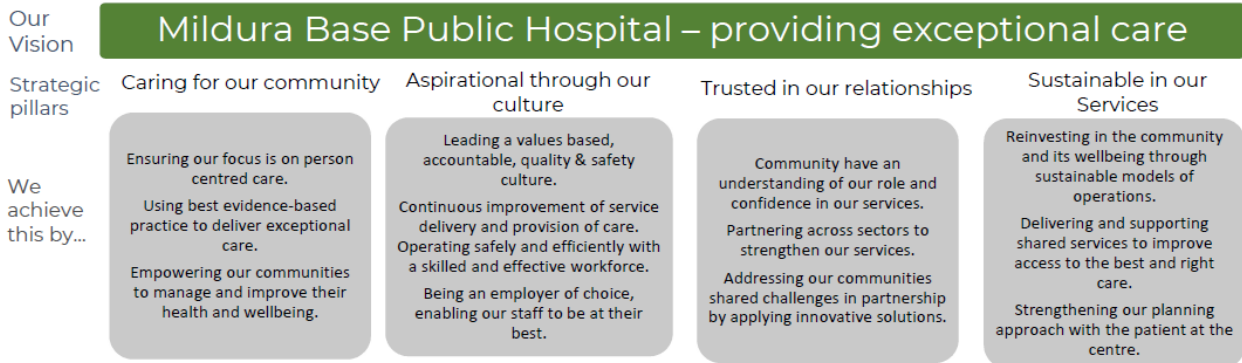 Our
Vision
Mildura Base Public Hospital – providing exceptional care
Strategic
pillars
Caring for our community
Aspirational through our
culture
Trusted in our relationships
Sustainable in our
Services
We
achieve
this by...
Ensuring our focus is on person
centred care.
Using best evidence-based
practice to deliver exceptional
care.
Empowering our communities
to manage and improve their
health and wellbeing.
Leading a values based,
accountable, quality & safety
culture.
Continuous improvement of service
delivery and provision of care.
Operating safely and efficiently with
a skilled and effective workforce.
Being an employer of choice,
enabling our staff to be at their
best.
Community have an
understanding of our role and
confidence in our services.
Partnering across sectors to
strengthen our services.
Addressing our communities
shared challenges in partnership
by applying innovative solutions.
Reinvesting in the community
and its wellbeing through
sustainable models of
operations.
Delivering and supporting
shared services to improve
access to the best and right
care.
Strengthening our planning
approach with the patient at the
centre.